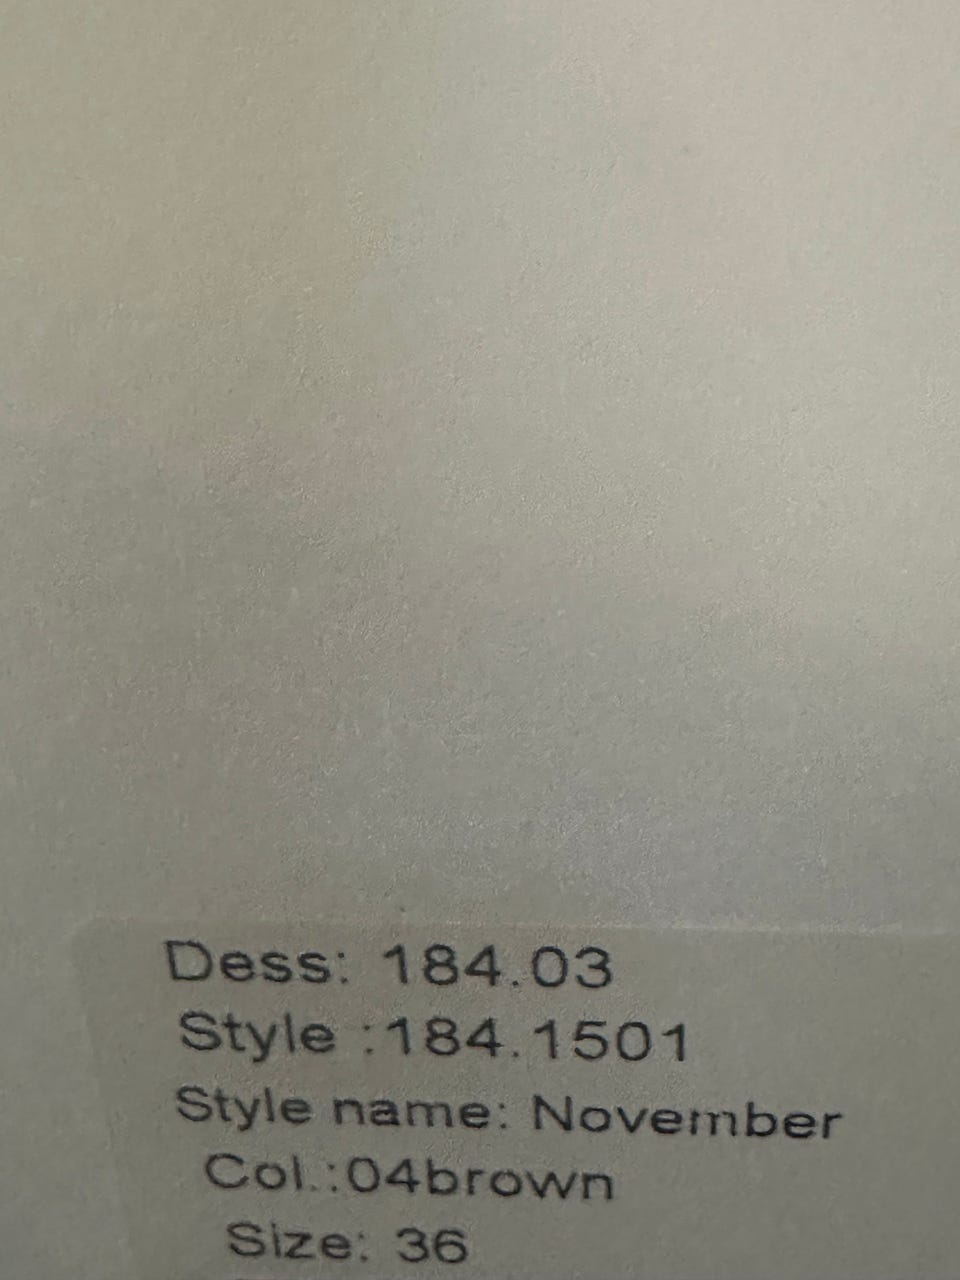 Dess: 184.03
Style :184.1501
Style name: November
Col.:04brown
Size: 36